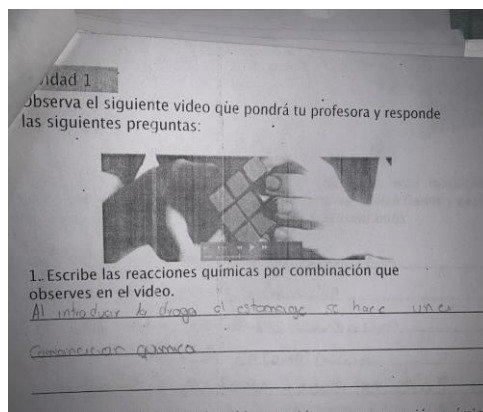 idad 1
observa el siguiente video que pondrá tu profesora y responde
las siguientes preguntas:
1. Escribe las reacciones químicas por combinación que
observes en el video.
Al introducir la droga al estomago se hace una
Combinacion quimica